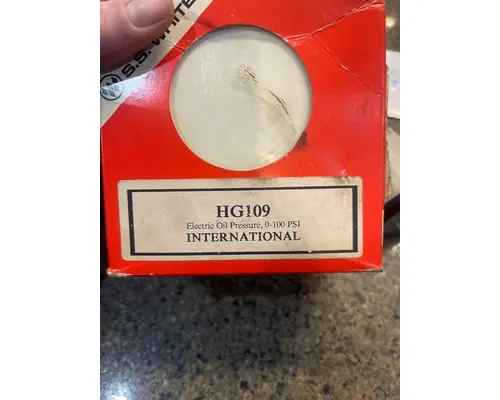 S.S. WHITE
HG109
Electric Oil Pressure, 0-100 PSI
INTERNATIONAL